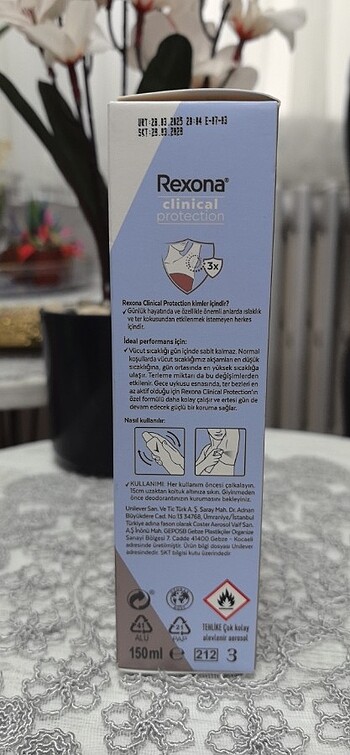 ÜRT:28.03.2025 20:04 E-07-03
SKT:28.03.2028
Rexona®
clinical
protection
3x
Rexona Clinical Protection kimler içindir?
✓ Günlük hayatında ve özellikle önemli anlarda ıslaklık
ve ter kokusundan etkilenmek istemeyen herkes
içindir.
İdeal performans için:
✓ Vücut sıcaklığı gün içinde sabit kalmaz. Normal
koşullarda vücut sıcaklığımız akşamları en düşük
sıcaklığına, gün ortasında en yüksek sıcaklığa
ulaşır. Terleme miktarı da bu değişimlerden
etkilenir. Gece uykusu esnasında, ter bezleri en
az aktif olduğu için Rexona Clinical Protection'ın
özel formülü daha kolay çalışır ve ertesi gün de
devam edecek güçlü bir koruma sağlar.
Nasıl kullanılır:
✓ KULLANIMI: Her kullanım öncesi çalkalayın,
15cm uzaktan koltuk altınıza sıkın. Giyinmeden
önce deodorantınızın kurumasını bekleyiniz.
Unilever San. Ve Tic Türk A. Ş. Saray Mah. Dr. Adnan
Büyükdeniz Cad. No:13 34768, Ümraniye/İstanbul
Türkiye adına fason olarak Coster Aerosol Valf San.
A.Ş İnönü Mah. GEPOSB Gebze Plastikçiler Organize
Sanayi Bölgesi 7. Cadde 41400 Gebze - Kocaeli
adresinde üretilmiştir. Ürün bilgi dosyası Unilever
adresindedir. SKT bilgisi kutu üzerindedir.
41
ALU
21
PAP
TEHLİKE Çok kolay
alevlenir aerosol
150ml e 212 3